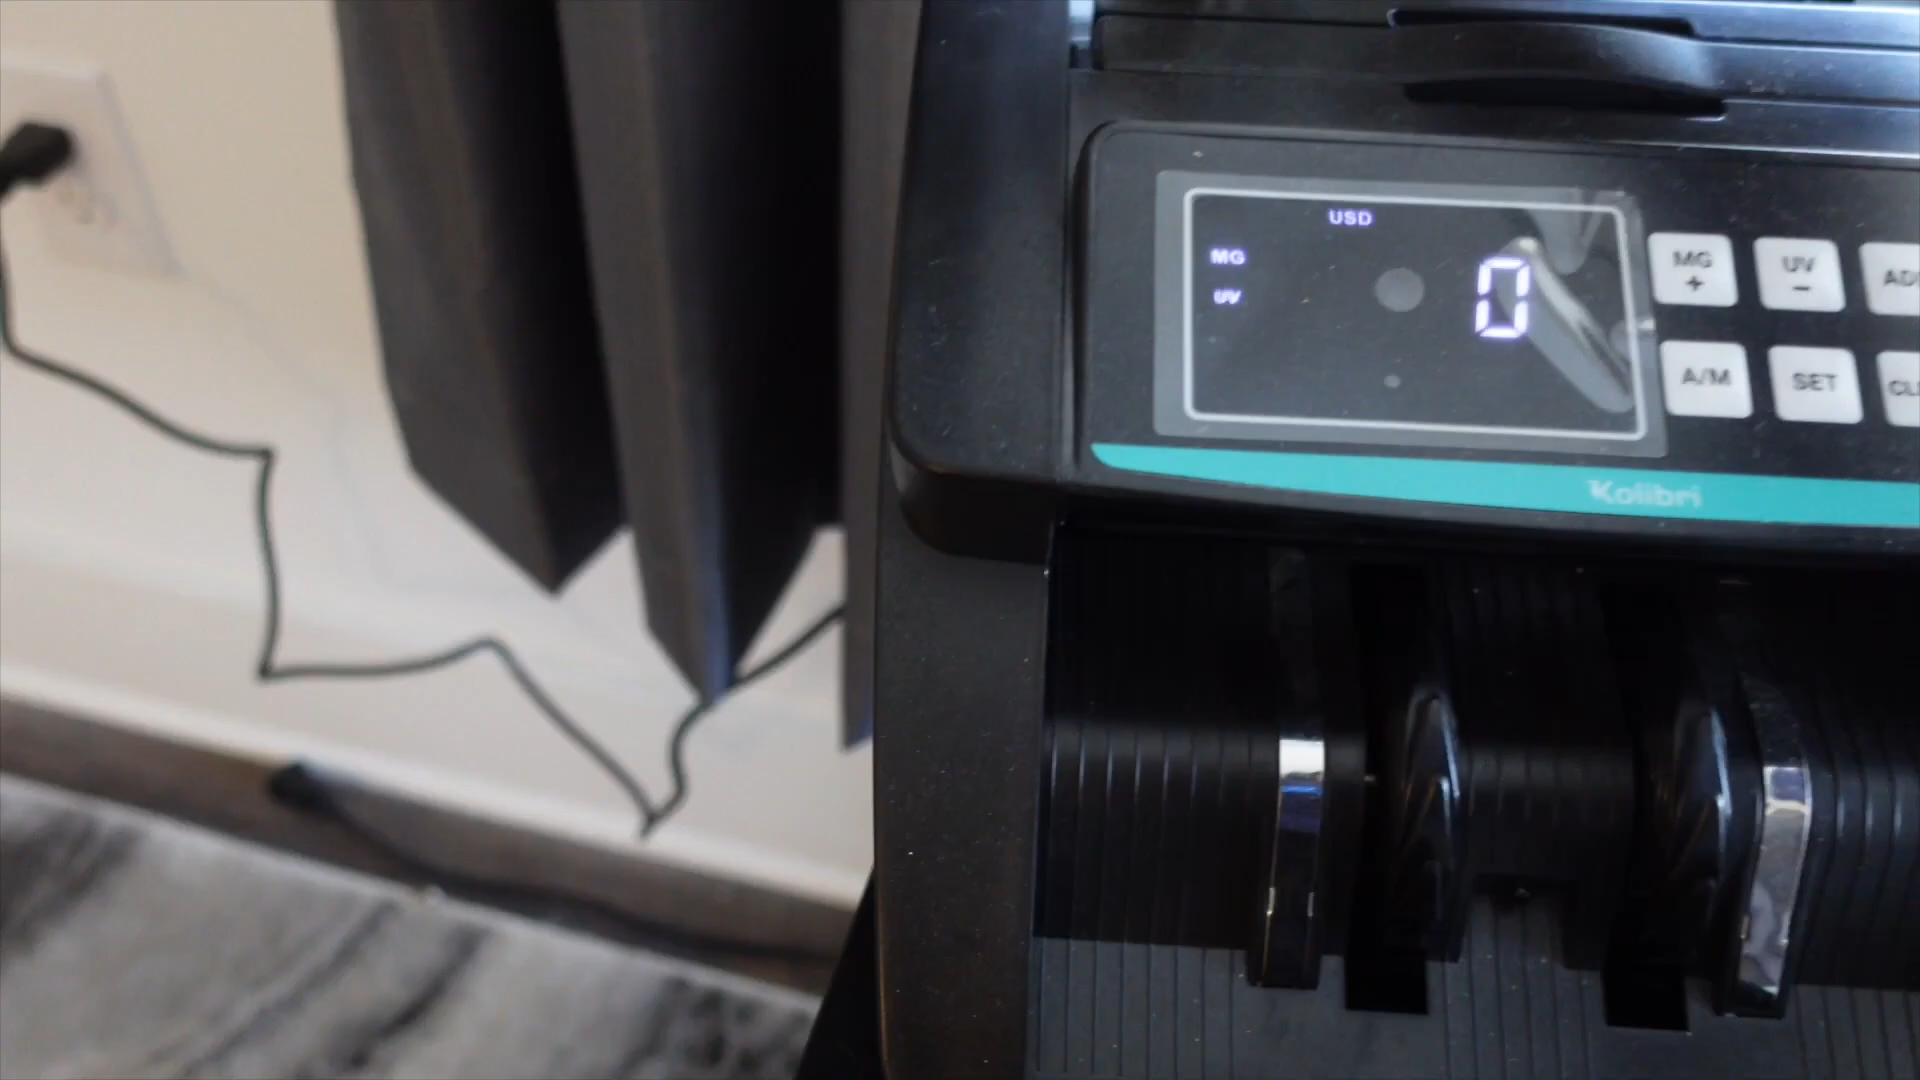 USD
MG
UV
0
MG
+
UV
-
A/M
SET
Kolibri